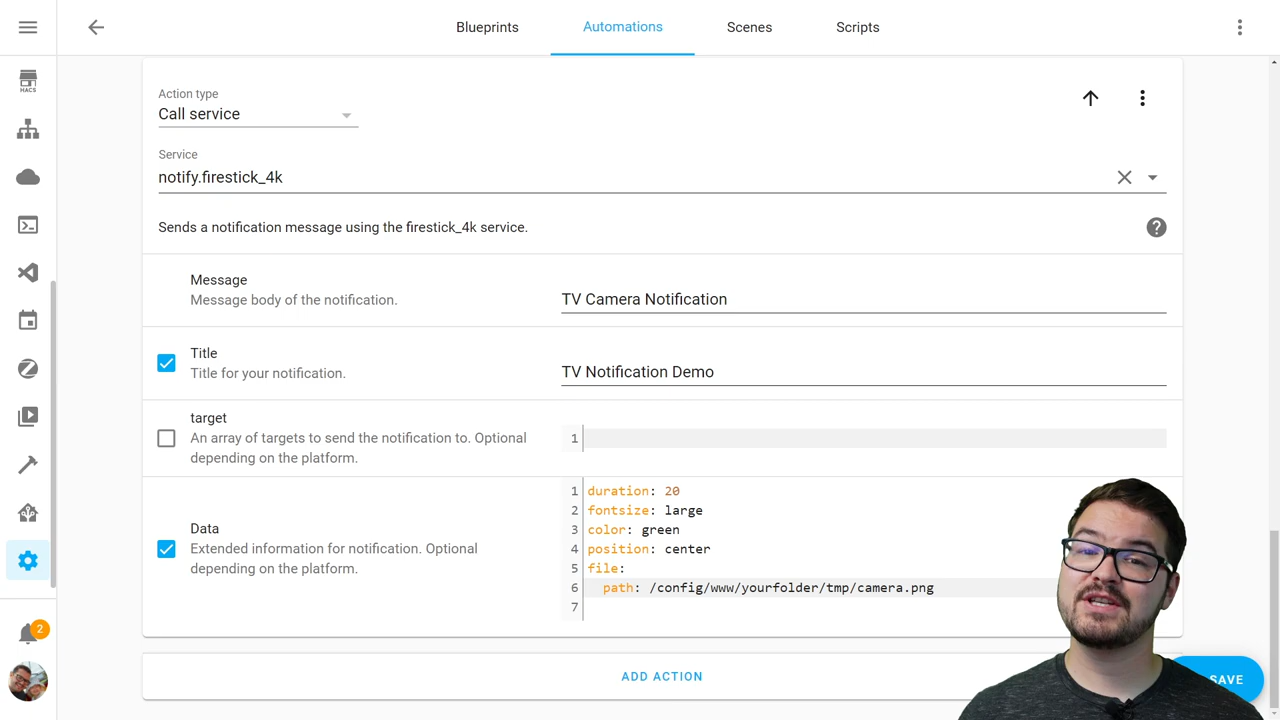 Blueprints
Automations
Scenes
Scripts
HACS
Action type
Call service
Service
notify.firestick_4k
Sends a notification message using the firestick_4k service.
Message
Message body of the notification.
TV Camera Notification
Title
Title for your notification.
TV Notification Demo
target
An array of targets to send the notification to. Optional
depending on the platform.
1
Data
Extended information for notification. Optional
depending on the platform.
1 duration: 20
2 fontsize: large
3 color: green
4 position: center
5 file:
6 path: /config/www/yourfolder/tmp/camera.png
7
2
ADD ACTION
SAVE